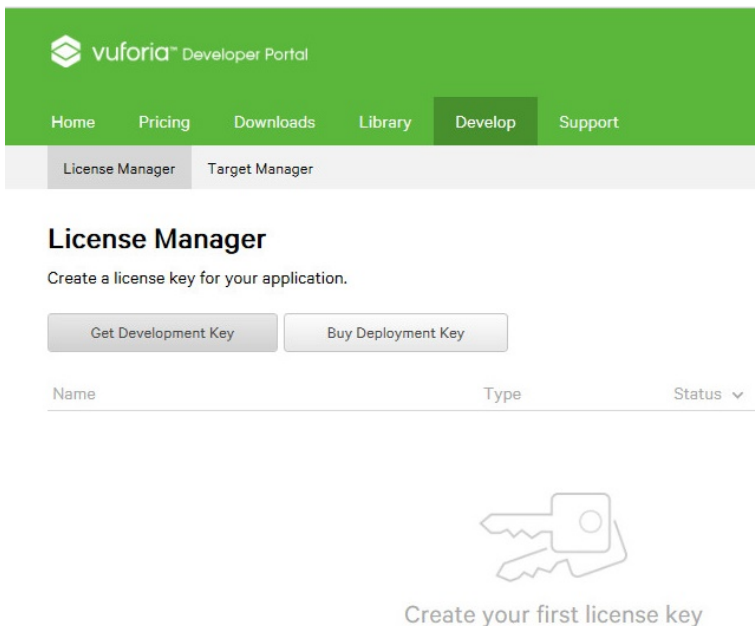 vuforia™ Developer Portal
Home Pricing Downloads Library Develop Support
License Manager Target Manager
License Manager
Create a license key for your application.
Get Development Key Buy Deployment Key
Name Type Status
Create your first license key